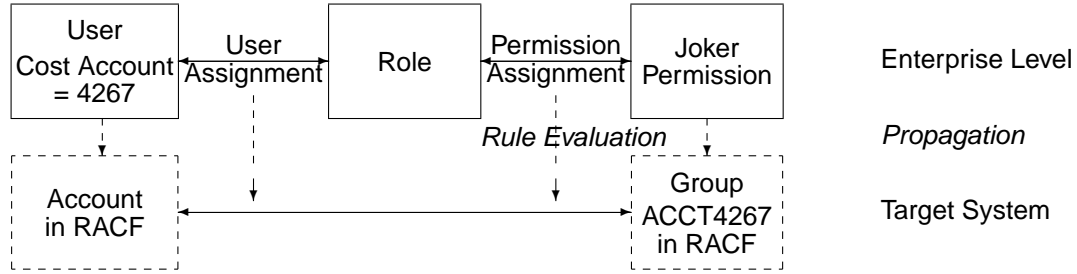 User
Cost Account
= 4267
User
Assignment
Role
Permission
Assignment
Joker
Permission
Enterprise Level
Rule Evaluation
Propagation
Account
in RACF
Group
ACCT4267
in RACF
Target System